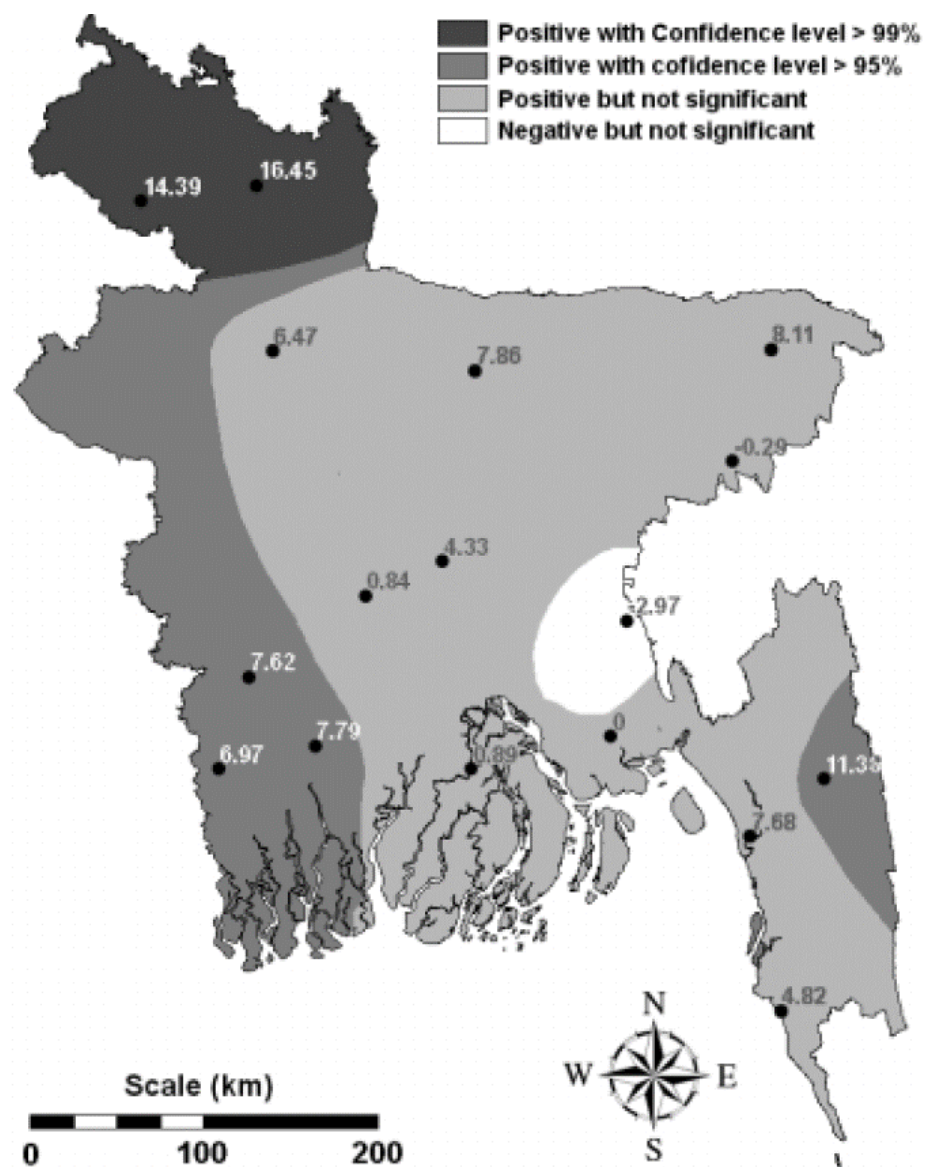 Positive with Confidence level > 99%
Positive with cofidence level > 95%
Positive but not significant
Negative but not significant
16.45
14.39
6.47
7.86
8.11
-0.29
4.33
0.84
-2.97
7.62
7.79
0
6.97
0.89
11.38
7.68
4.82
N
W E
S
Scale (km)
0 100 200